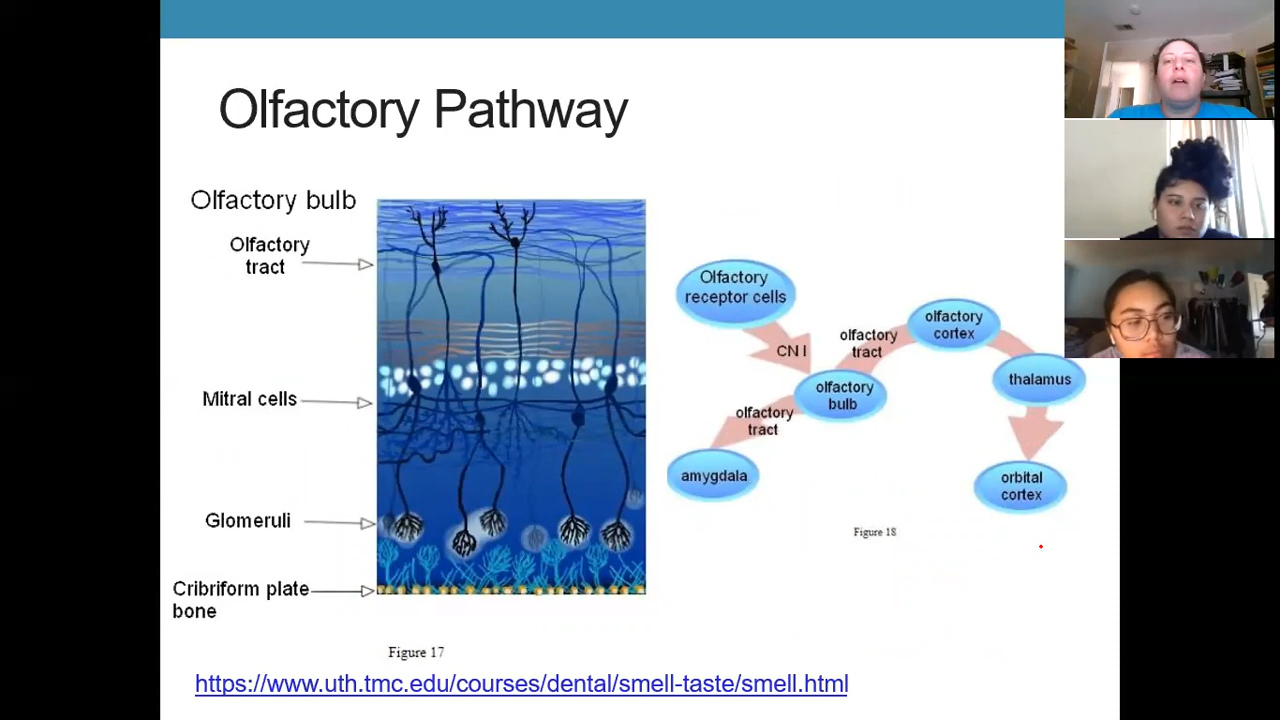 Olfactory Pathway
Olfactory bulb
Olfactory
tract
Mitral cells
Glomeruli
Cribriform plate
bone
Figure 17
Olfactory
receptor cells
CN I
olfactory
bulb
olfactory
tract
amygdala
olfactory
tract
olfactory
cortex
thalamus
orbital
cortex
Figure 18
https://www.uth.tmc.edu/courses/dental/smell-taste/smell.html